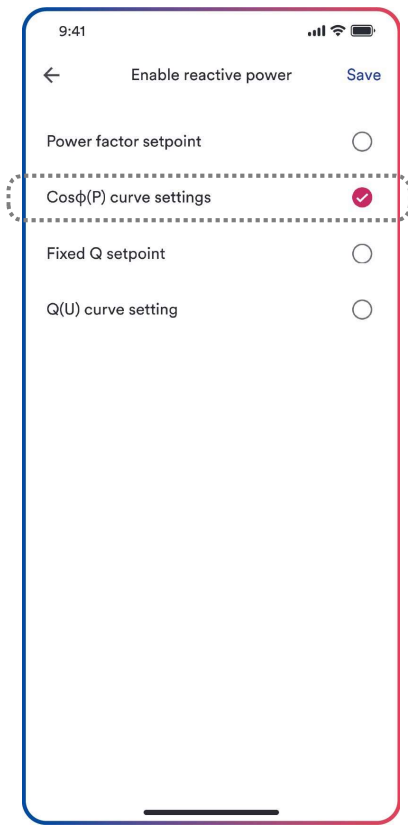 9:41
Enable reactive power Save
Power factor setpoint
Cosϕ(P) curve settings
Fixed Q setpoint
Q(U) curve setting